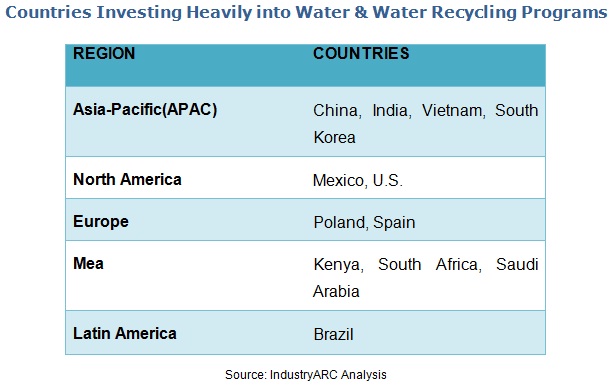 Countries Investing Heavily into Water & Water Recycling Programs
REGION COUNTRIES
Asia-Pacific(APAC) China, India, Vietnam, South
Korea
North America Mexico, U.S.
Europe Poland, Spain
Mea Kenya, South Africa, Saudi
Arabia
Latin America Brazil
Source: IndustryARC Analysis